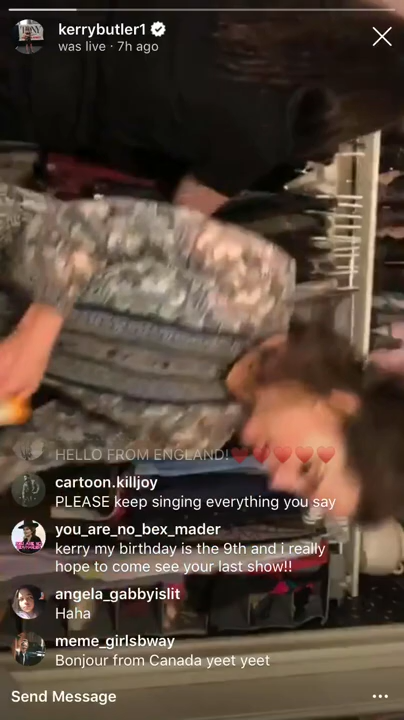 kerrybutler1
was live · 7h ago
HELLO FROM ENGLAND!❤️❤️❤️❤️❤️
cartoon.killjoy
PLEASE keep singing everything you say
you_are_no_bex_mader
kerry my birthday is the 9th and i really
hope to come see your last show!!
angela_gabbyislit
Haha
meme_girlsbway
Bonjour from Canada yeet yeet
Send Message